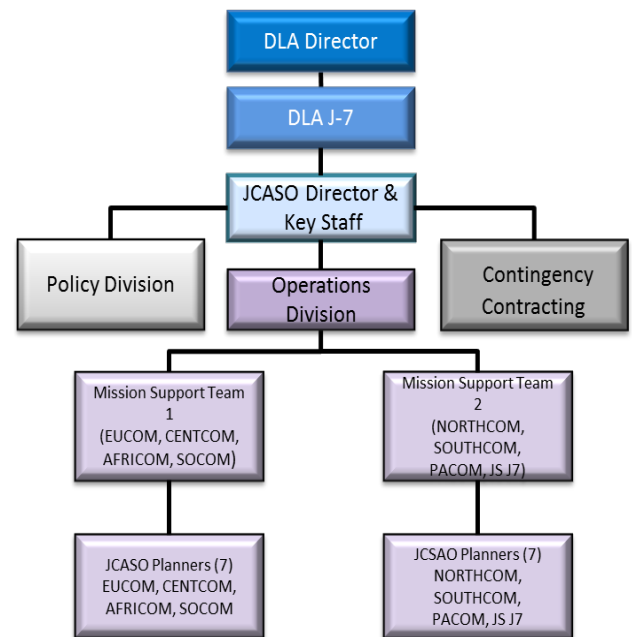 DLA Director
DLA J-7
JCASO Director &
Key Staff
Policy Division
Operations
Division
Contingency
Contracting
Mission Support Team
1
(EUCOM, CENTCOM,
AFRICOM, SOCOM)
Mission Support Team
2
(NORTHCOM,
SOUTHCOM,
PACOM, JS J7)
JCASO Planners (7)
EUCOM, CENTCOM,
AFRICOM, SOCOM
JCSAO Planners (7)
NORTHCOM,
SOUTHCOM,
PACOM, JS J7